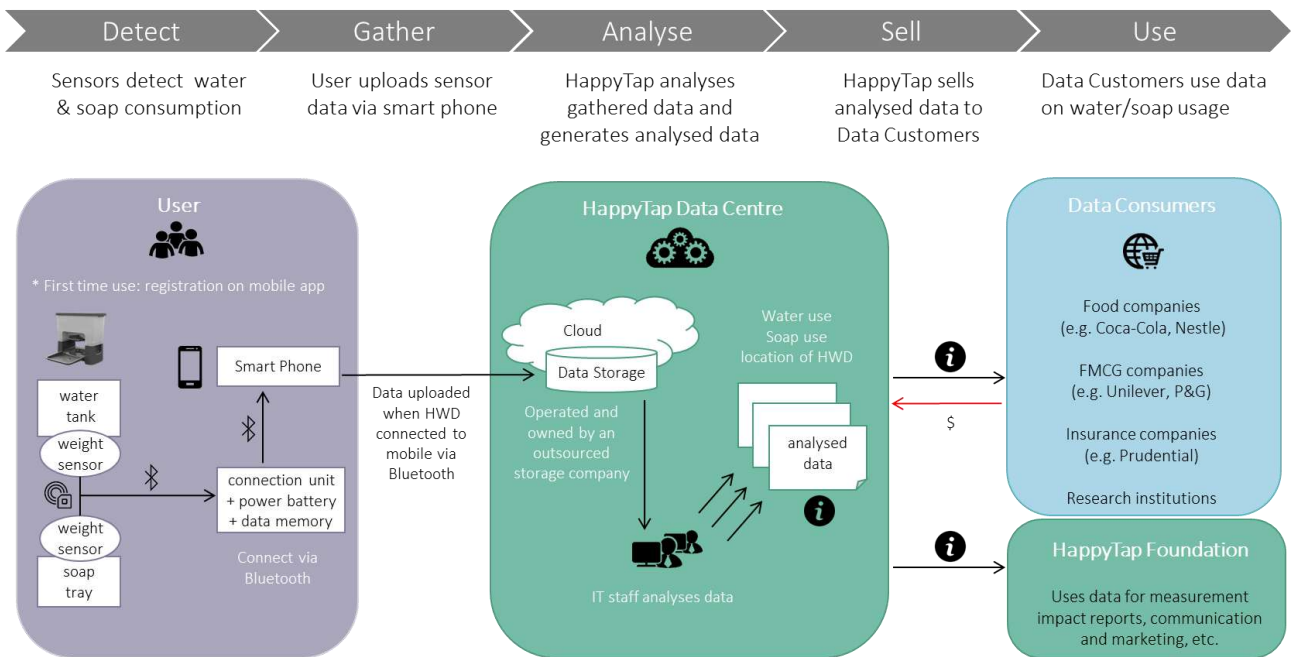 Detect
Gather
Analyse
Sell
Use
Sensors detect water
& soap consumption
User uploads sensor
data via smart phone
HappyTap analyses
gathered data and
generates analysed data
HappyTap sells
analysed data to
Data Customers
Data Customers use data
on water/soap usage
User
* First time use: registration on mobile app
water
tank
weight
sensor
weight
sensor
soap
tray
Smart Phone
connection unit
+ power battery
+ data memory
Connect via
Bluetooth
Data uploaded
when HWD
connected to
mobile via
Bluetooth
HappyTap Data Centre
Cloud
Data Storage
Operated and
owned by an
outsourced
storage company
Water use
Soap use
location of HWD
analysed
data
i
IT staff analyses data
i
$
i
Data Consumers
Food companies
(e.g. Coca-Cola, Nestle)
FMCG companies
(e.g. Unilever, P&G)
Insurance companies
(e.g. Prudential)
Research institutions
HappyTap Foundation
Uses data for measurement
impact reports, communication
and marketing, etc.